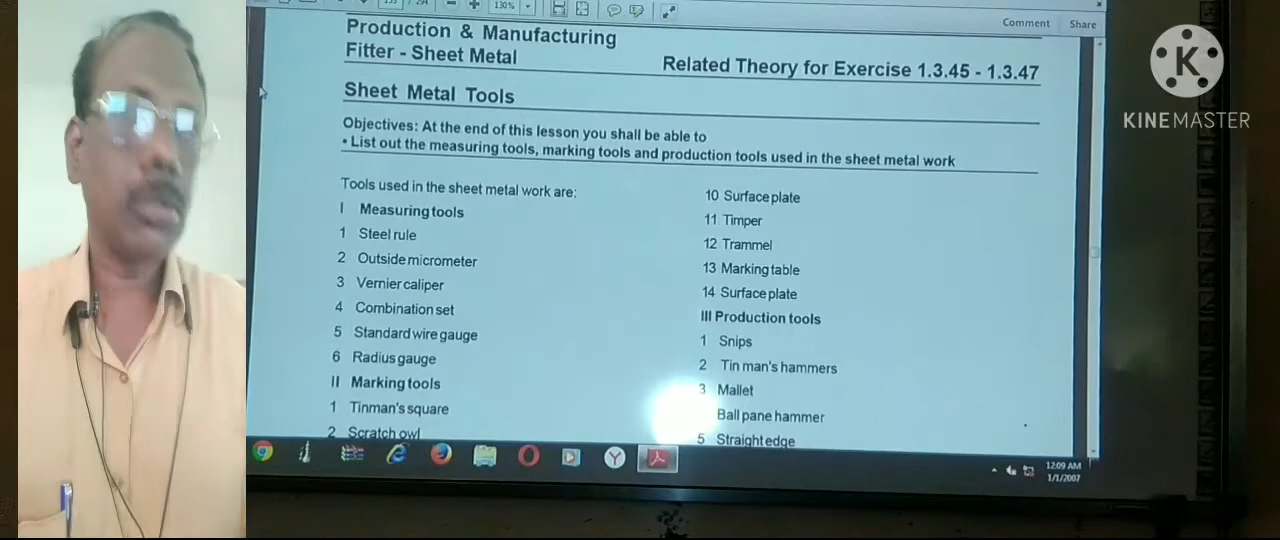 130%
Comment Share
Production & Manufacturing
Fitter - Sheet Metal
Related Theory for Exercise 1.3.45 - 1.3.47
Sheet Metal Tools
Objectives: At the end of this lesson you shall be able to
• List out the measuring tools, marking tools and production tools used in the sheet metal work
Tools used in the sheet metal work are:
I Measuring tools
1 Steel rule
2 Outside micrometer
3 Vernier caliper
4 Combination set
5 Standard wire gauge
6 Radius gauge
II Marking tools
1 Tinman's square
2 Scratch owl
10 Surface plate
11 Timper
12 Trammel
13 Marking table
14 Surface plate
III Production tools
1 Snips
2 Tin man's hammers
3 Mallet
Ball pane hammer
5 Straight edge
12:09 AM
1/1/2007
K
KINEMASTER